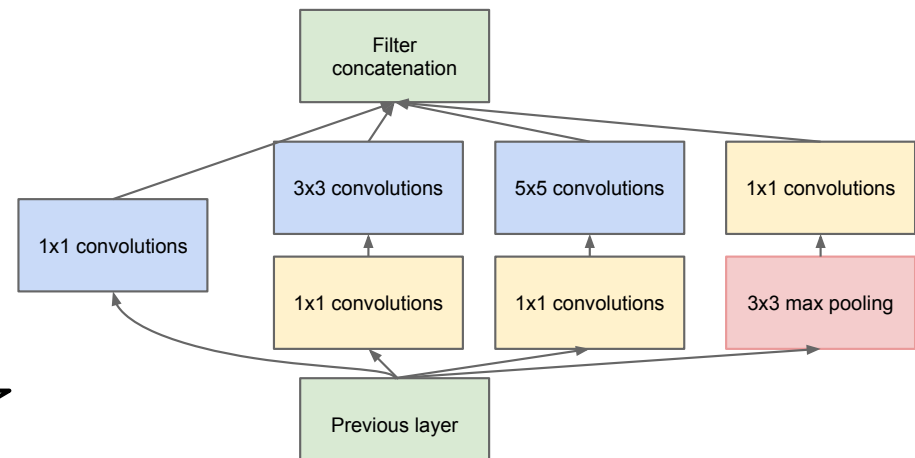 Filter
concatenation
3x3 convolutions
5x5 convolutions
1x1 convolutions
1x1 convolutions
1x1 convolutions
1x1 convolutions
3x3 max pooling
Previous layer